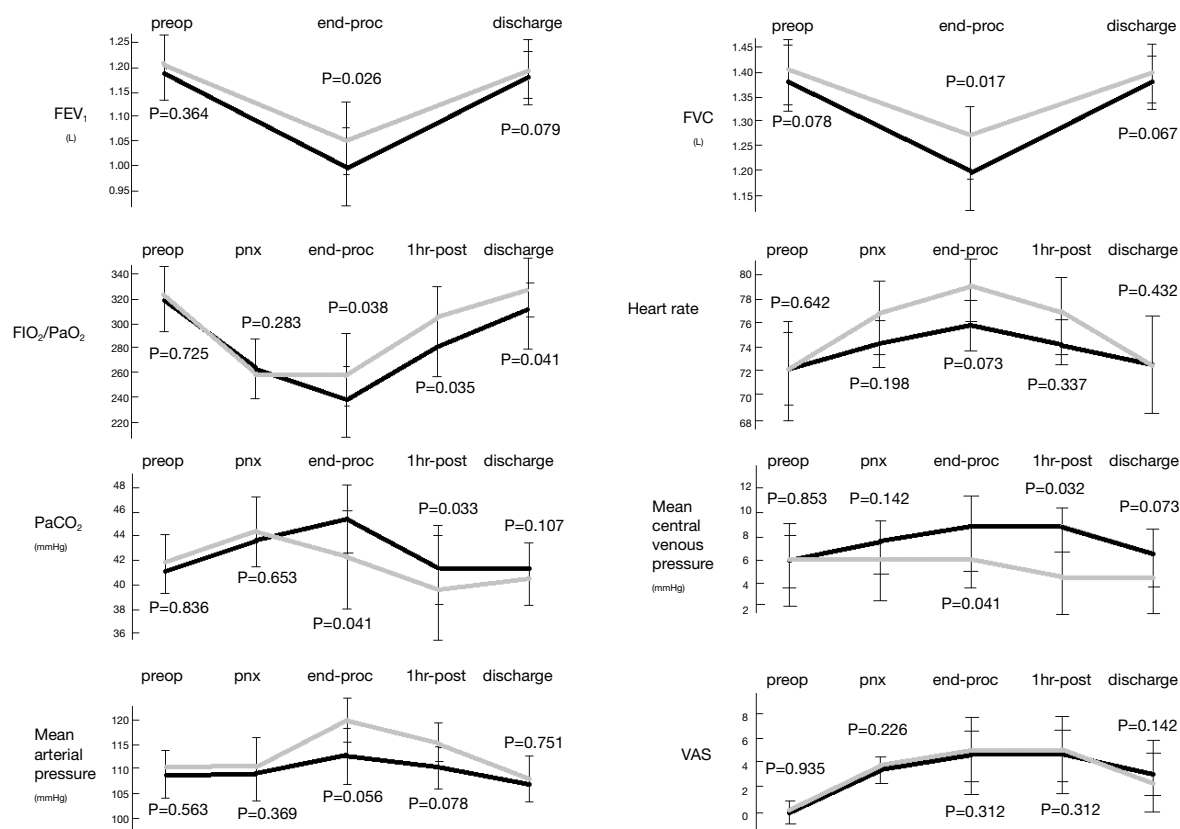 preop end-proc discharge
1.25
1.20
1.15
1.10
1.05
1.00
0.95
FEV₁
(L)
P=0.364
P=0.026
P=0.079
preop end-proc discharge
1.45
1.40
1.35
1.30
1.25
1.20
1.15
FVC
(L)
P=0.078
P=0.017
P=0.067
preop pnx end-proc 1hr-post discharge
340
320
300
280
260
240
220
FIO₂/PaO₂
P=0.725
P=0.283
P=0.038
P=0.035
P=0.041
preop pnx end-proc 1hr-post discharge
80
78
76
74
72
70
68
Heart rate
P=0.642
P=0.198
P=0.073
P=0.337
P=0.432
preop pnx end-proc 1hr-post discharge
48
46
44
42
40
38
36
PaCO₂
(mmHg)
P=0.836
P=0.653
P=0.041
P=0.033
P=0.107
preop pnx end-proc 1hr-post discharge
12
10
8
6
4
2
Mean
central
venous
pressure
(mmHg)
P=0.853
P=0.142
P=0.041
P=0.032
P=0.073
preop pnx end-proc 1hr-post discharge
120
115
110
105
100
Mean
arterial
pressure
(mmHg)
P=0.563
P=0.369
P=0.056
P=0.078
P=0.751
preop pnx end-proc 1hr-post discharge
8
6
4
2
0
VAS
P=0.935
P=0.226
P=0.312
P=0.312
P=0.142